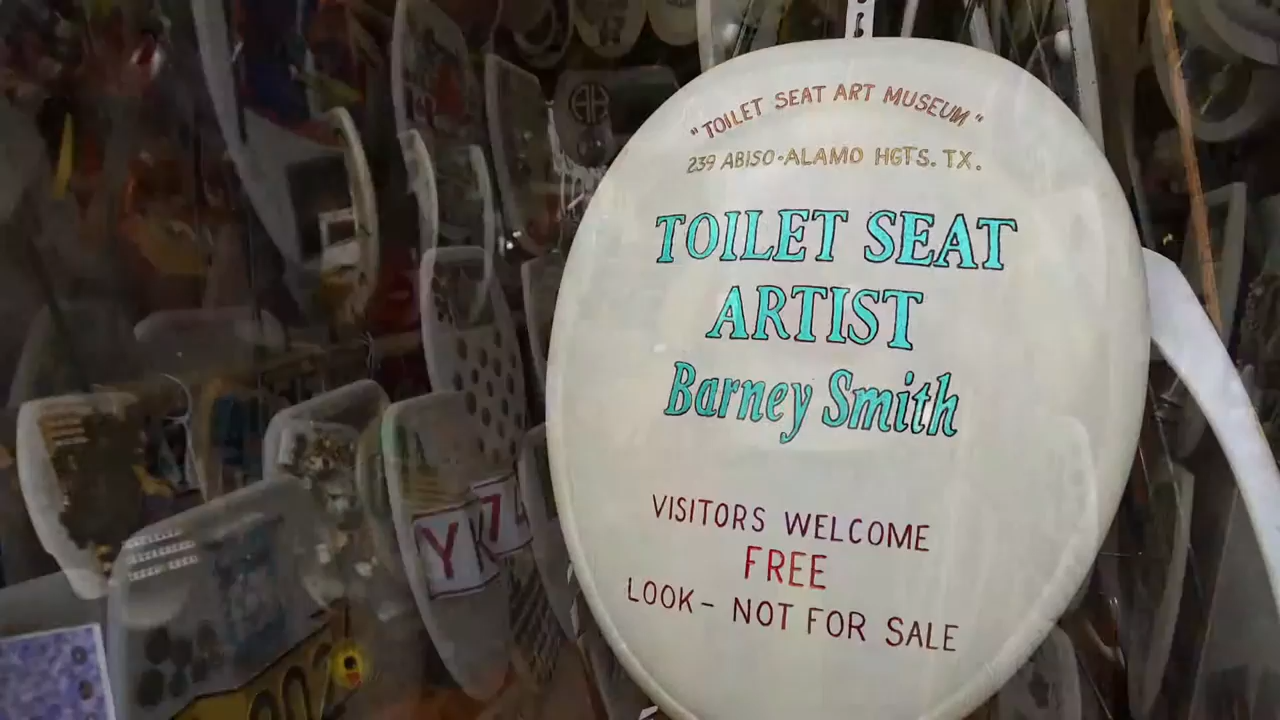 "TOILET SEAT ART MUSEUM"
239 ABISO·ALAMO HGTS. TX.
TOILET SEAT
ARTIST
Barney Smith
VISITORS WELCOME
FREE
LOOK- NOT FOR SALE
Y
7